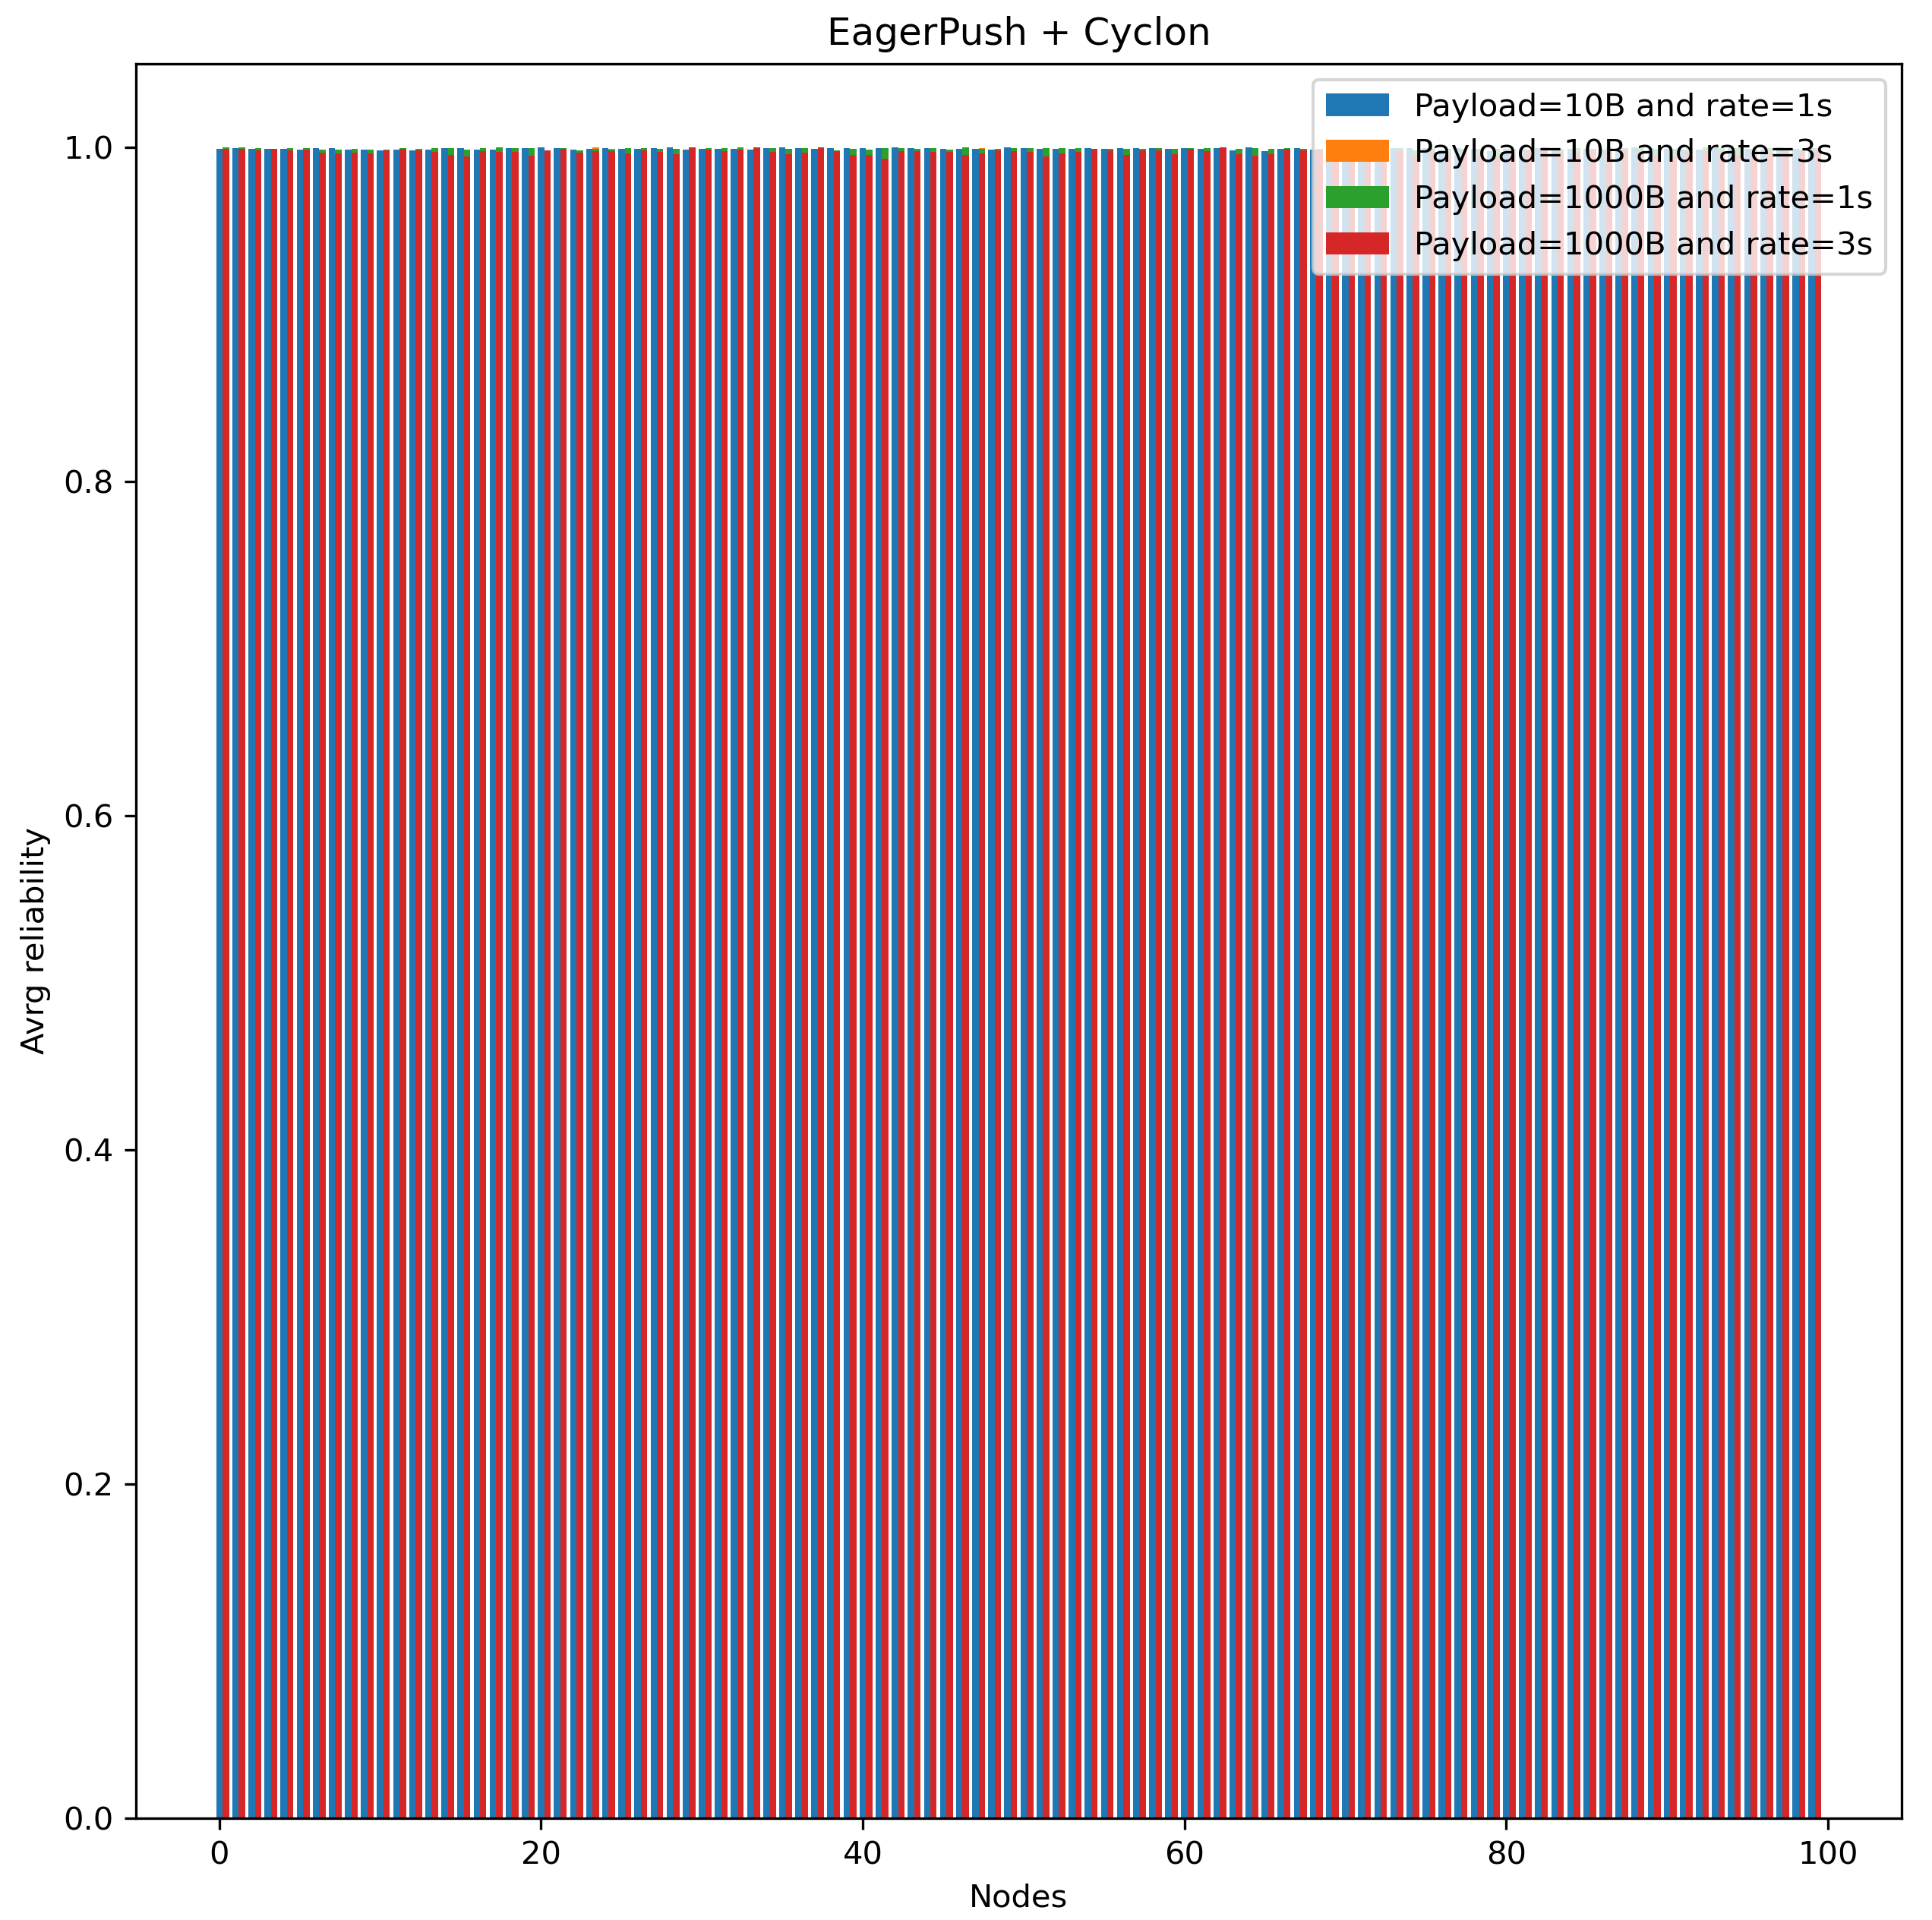 EagerPush + Cyclon
Payload=10B and rate=1s
Payload=10B and rate=3s
Payload=1000B and rate=1s
Payload=1000B and rate=3s
1.0
0.8
0.6
0.4
0.2
0.0
Avrg reliability
0 20 40 60 80 100
Nodes